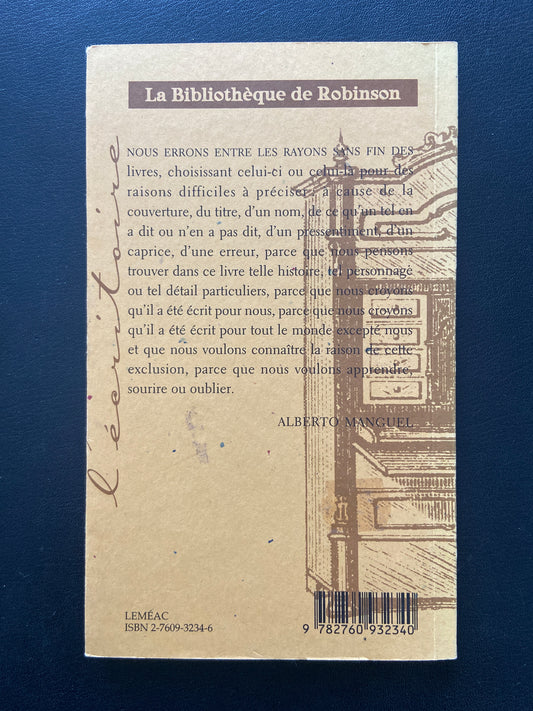 La Bibliothèque de Robinson
l'écritoire
NOUS ERRONS ENTRE LES RAYONS SANS FIN DES
livres, choisissant celui-ci ou celui-là pour des
raisons difficiles à préciser : à cause de la
couverture, du titre, d'un nom, de ce qu'un tel en
a dit ou n'en a pas dit, d'un pressentiment, d'un
caprice, d'une erreur, parce que nous pensons
trouver dans ce livre telle histoire, tel personnage
ou tel détail particuliers, parce que nous croyons
qu'il a été écrit pour nous, parce que nous croyons
qu'il a été écrit pour tout le monde excepté nous
et que nous voulons connaître la raison de cette
exclusion, parce que nous voulons apprendre,
sourire ou oublier.
ALBERTO MANGUEL
LEMÉAC
ISBN 2-7609-3234-6
9 782760 932340